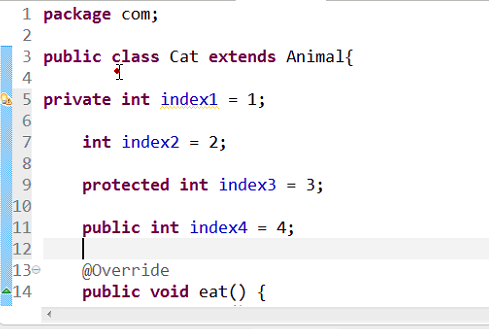 1 package com;
2
3 public class Cat extends Animal{
4
5 private int index1 = 1;
6
7 int index2 = 2;
8
9 protected int index3 = 3;
10
11 public int index4 = 4;
12
13 @Override
14 public void eat() {